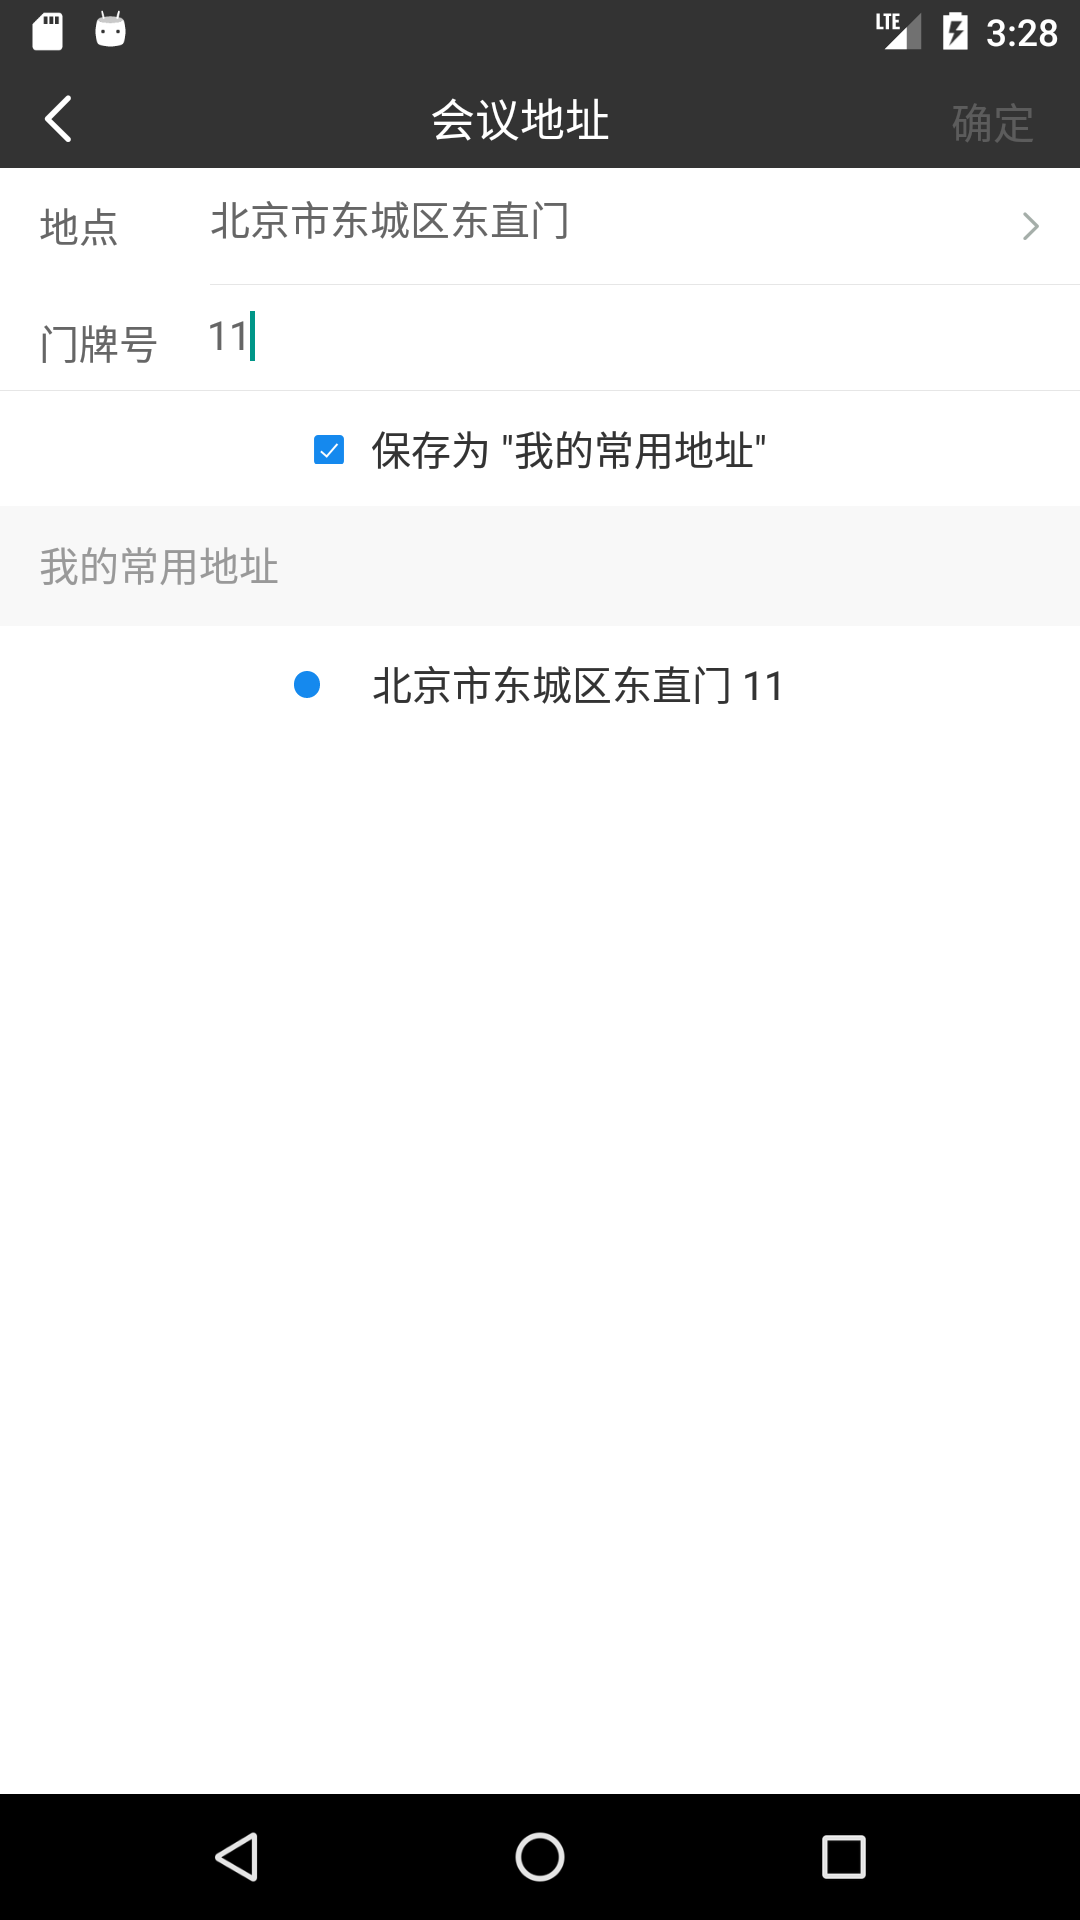 LTE 3:28
会议地址 确定
地点 北京市东城区东直门
门牌号 11
保存为 "我的常用地址"
我的常用地址
北京市东城区东直门 11